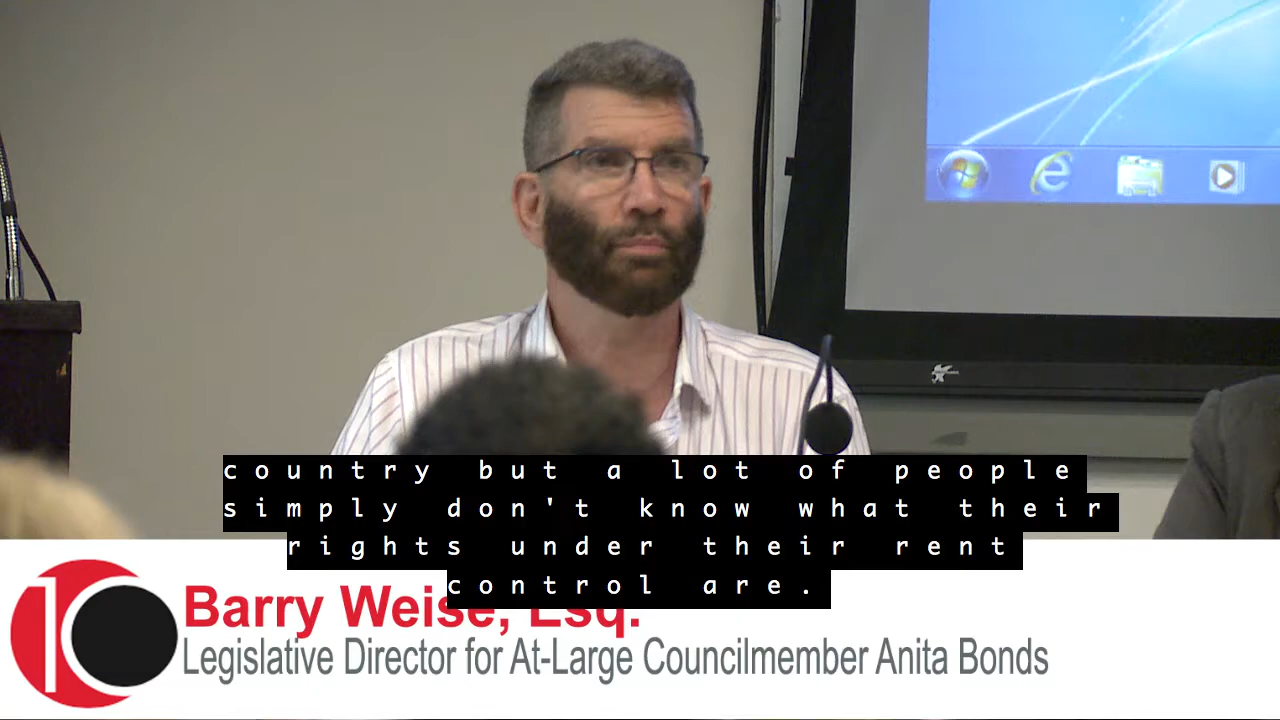 country but a lot of people
simply don't know what their
rights under their rent
control are.
10
Barry Weise, Esq.
Legislative Director for At-Large Councilmember Anita Bonds